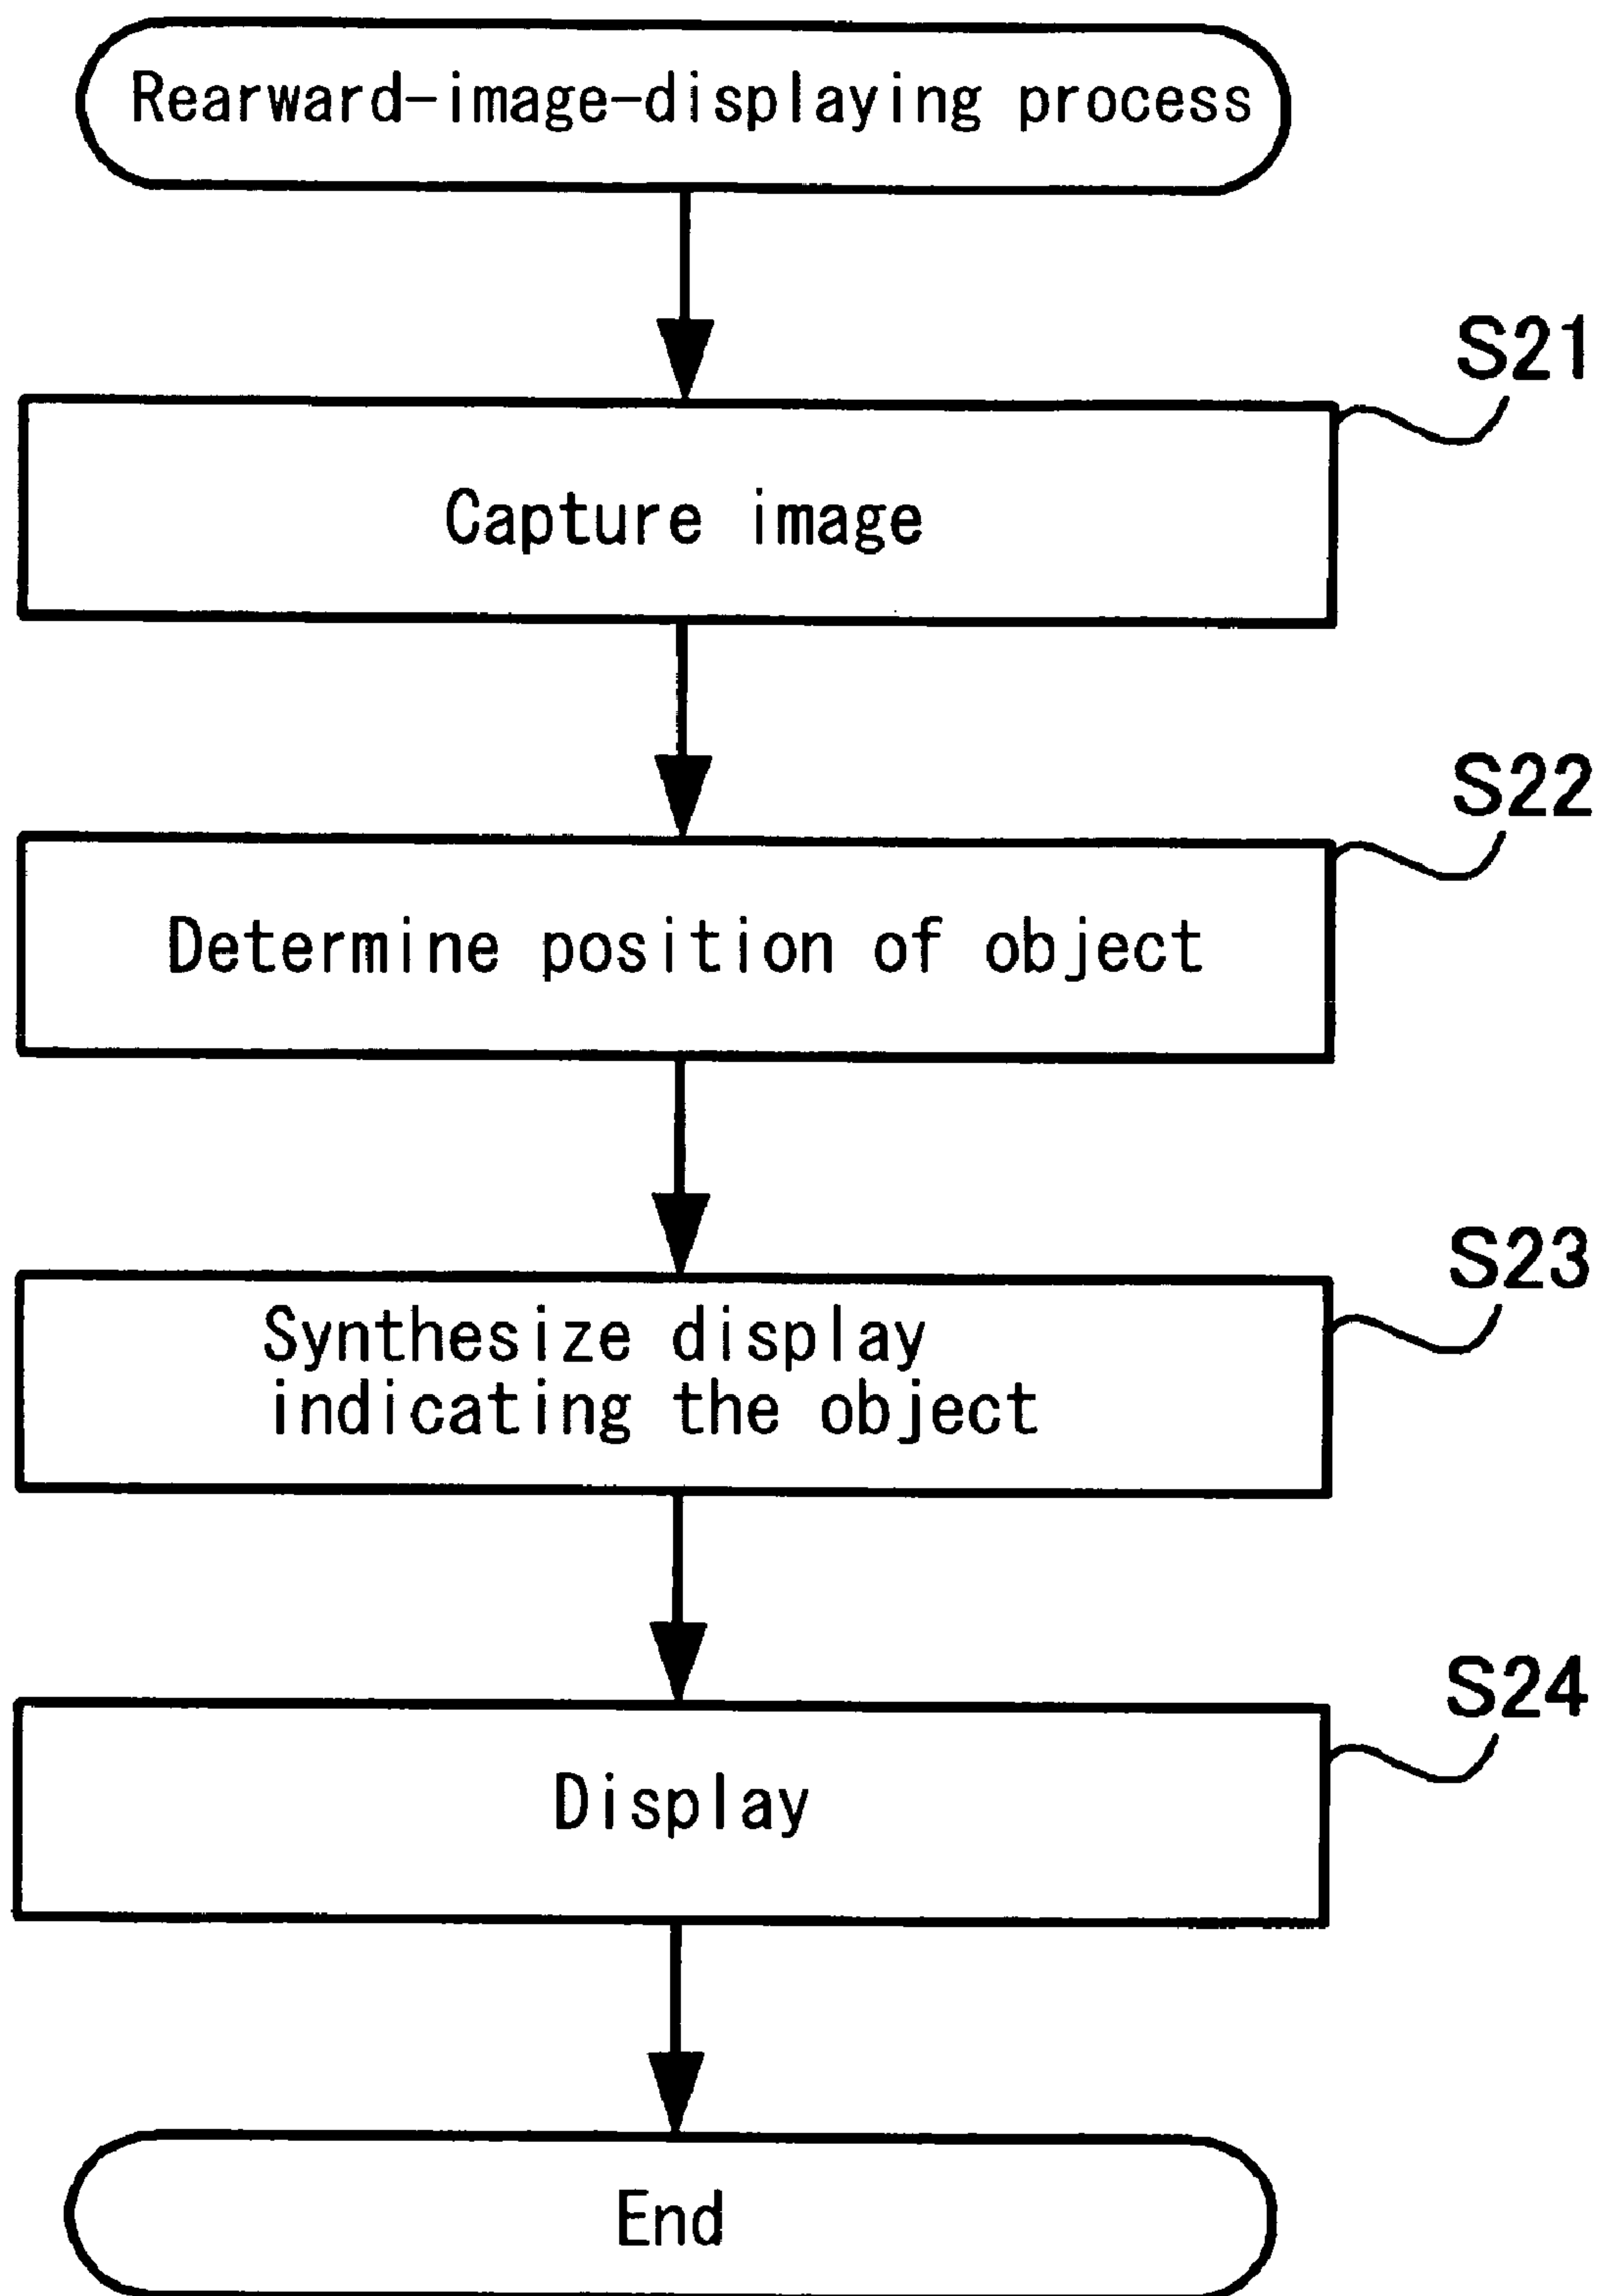 Rearward-image-displaying process
S21
Capture image
S22
Determine position of object
S23
Synthesize display
indicating the object
S24
Display
End